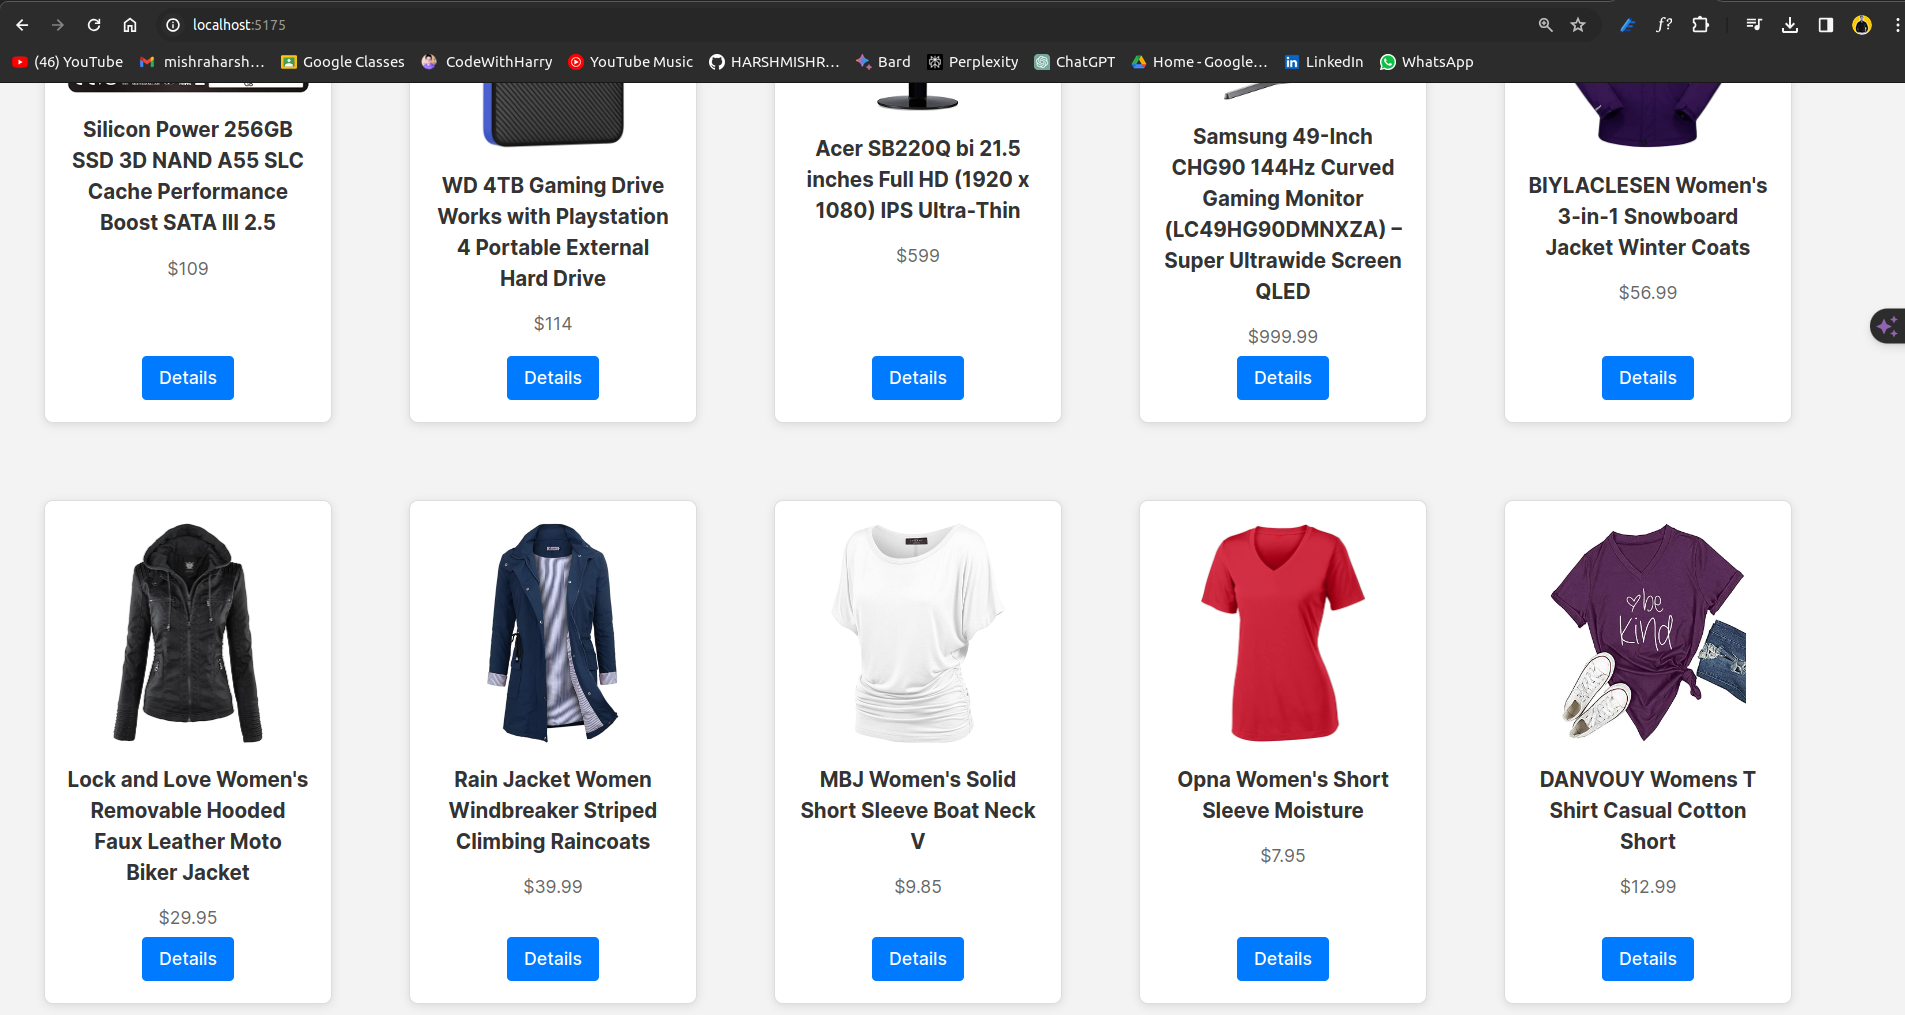 localhost:5175
(46) YouTube
mishraharsh...
Google Classes
CodeWithHarry
YouTube Music
HARSHMISHR...
Bard
Perplexity
ChatGPT
Home - Google...
LinkedIn
WhatsApp
Silicon Power 256GB
SSD 3D NAND A55 SLC
Cache Performance
Boost SATA III 2.5
$109
Details
WD 4TB Gaming Drive
Works with Playstation
4 Portable External
Hard Drive
$114
Details
Acer SB220Q bi 21.5
inches Full HD (1920 x
1080) IPS Ultra-Thin
$599
Details
Samsung 49-Inch
CHG90 144Hz Curved
Gaming Monitor
(LC49HG90DMNXZA) –
Super Ultrawide Screen
QLED
$999.99
Details
BIYLACLESEN Women's
3-in-1 Snowboard
Jacket Winter Coats
$56.99
Details
Lock and Love Women's
Removable Hooded
Faux Leather Moto
Biker Jacket
$29.95
Details
Rain Jacket Women
Windbreaker Striped
Climbing Raincoats
$39.99
Details
MBJ Women's Solid
Short Sleeve Boat Neck
V
$9.85
Details
Opna Women's Short
Sleeve Moisture
$7.95
Details
be
kind
DANVOUY Womens T
Shirt Casual Cotton
Short
$12.99
Details